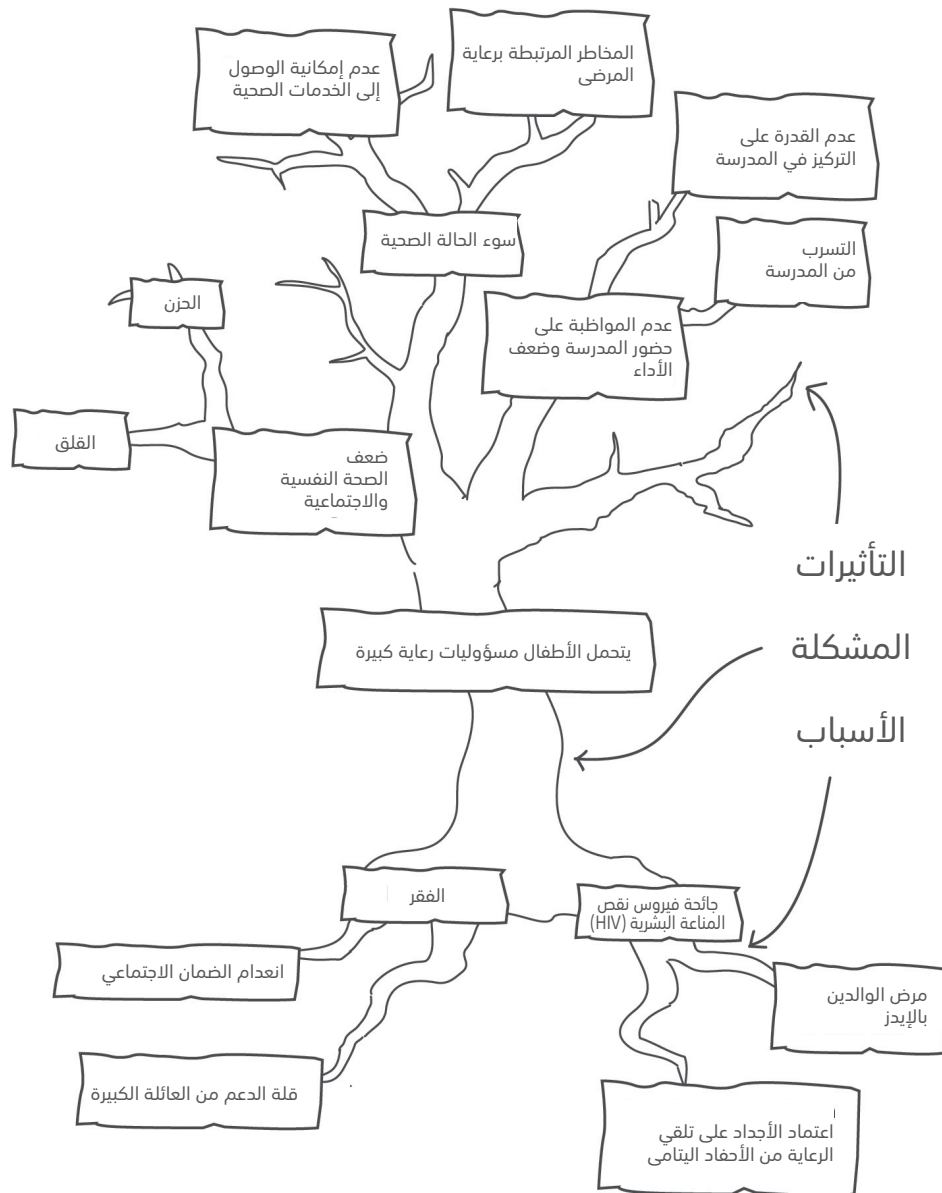 المخاطر المرتبطة برعاية
المرضى
عدم إمكانية الوصول
إلى الخدمات الصحية
عدم القدرة على
التركيز في المدرسة
سوء الحالة الصحية
التسرب
من المدرسة
الحزن
عدم المواظبة على
حضور المدرسة وضعف
الأداء
القلق
ضعف
الصحة النفسية
والاجتماعية
التأثيرات
يتحمل الأطفال مسؤوليات رعاية كبيرة
المشكلة
الأسباب
الفقر
جائحة فيروس نقص
المناعة البشرية (HIV)
انعدام الضمان الاجتماعي
مرض الوالدين
بالإيدز
قلة الدعم من العائلة الكبيرة
اعتماد الأجداد على تلقي
الرعاية من الأحفاد اليتامى